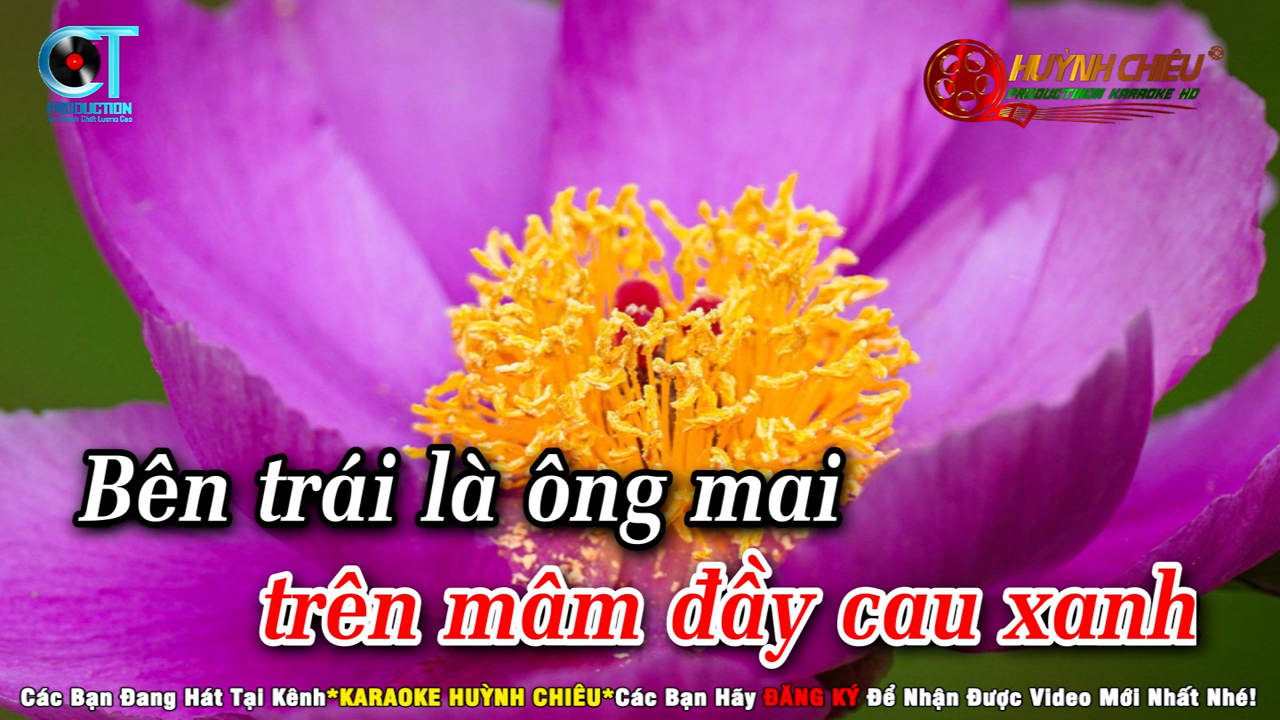 CT
PRODUCTION
HUỲNH CHIÊU
PRODUCTIION KARAOKE HD
Bên trái là ông mai
trên mâm đầy cau xanh
Các Bạn Đang Hát Tại Kênh*KARAOKE HUỲNH CHIÊU*Các Bạn Hãy ĐĂNG KÝ Để Nhận Được Video Mới Nhất Nhé!